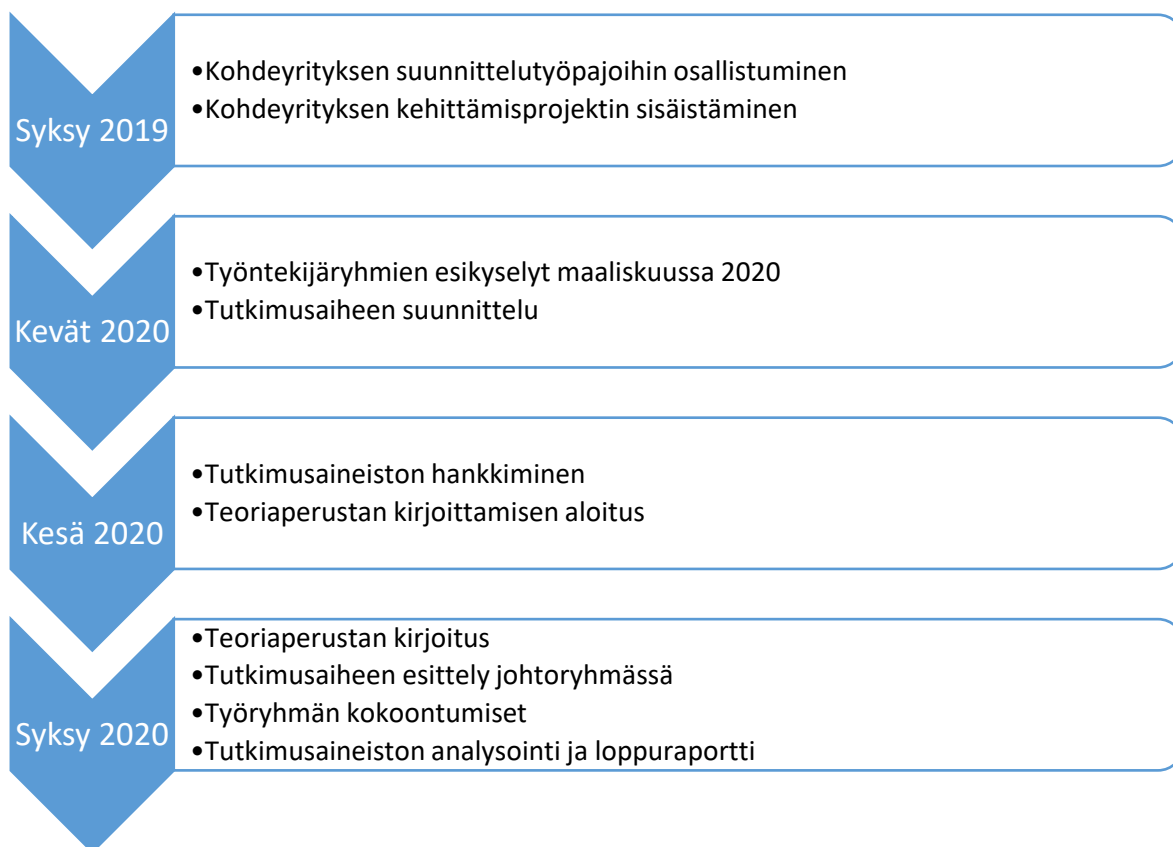 Syksy 2019
•Kohdeyrityksen suunnittelutyöpajoihin osallistuminen
•Kohdeyrityksen kehittämisprojektin sisäistäminen
Kevät 2020
•Työntekijäryhmien esikyselyt maaliskuussa 2020
•Tutkimusaiheen suunnittelu
Kesä 2020
•Tutkimusaineiston hankkiminen
•Teoriaperustan kirjoittamisen aloitus
Syksy 2020
•Teoriaperustan kirjoitus
•Tutkimusaiheen esittely johtoryhmässä
•Työryhmän kokoontumiset
•Tutkimusaineiston analysointi ja loppuraportti